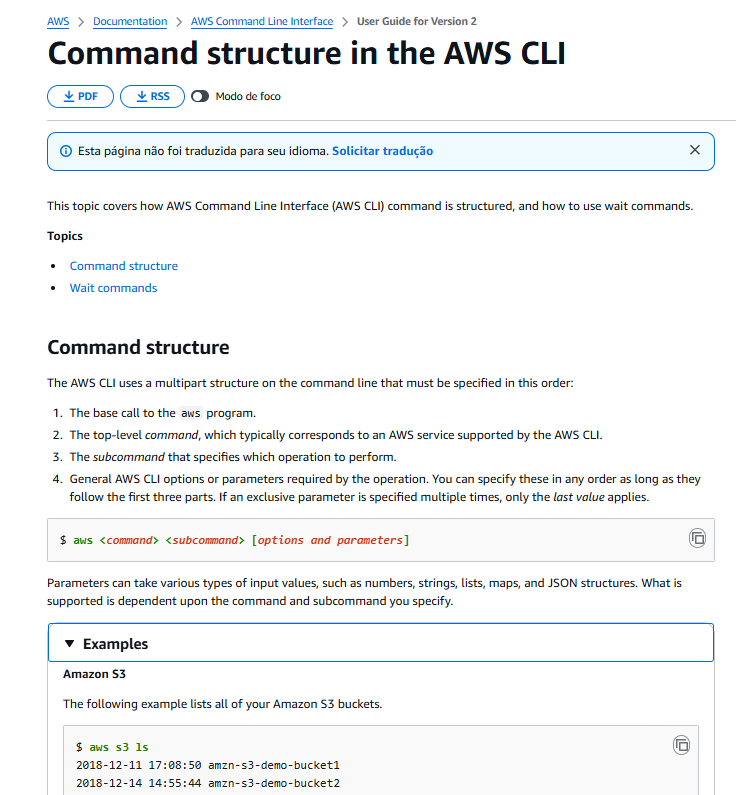 AWS > Documentation > AWS Command Line Interface > User Guide for Version 2
Command structure in the AWS CLI
PDF RSS Modo de foco
Esta página não foi traduzida para seu idioma. Solicitar tradução
This topic covers how AWS Command Line Interface (AWS CLI) command is structured, and how to use wait commands.
Topics
• Command structure
• Wait commands
Command structure
The AWS CLI uses a multipart structure on the command line that must be specified in this order:
1. The base call to the aws program.
2. The top-level command, which typically corresponds to an AWS service supported by the AWS CLI.
3. The subcommand that specifies which operation to perform.
4. General AWS CLI options or parameters required by the operation. You can specify these in any order as long as they
follow the first three parts. If an exclusive parameter is specified multiple times, only the last value applies.
$ aws <command> <subcommand> [options and parameters]
Parameters can take various types of input values, such as numbers, strings, lists, maps, and JSON structures. What is
supported is dependent upon the command and subcommand you specify.
▼ Examples
Amazon S3
The following example lists all of your Amazon S3 buckets.
$ aws s3 ls
2018-12-11 17:08:50 amzn-s3-demo-bucket1
2018-12-14 14:55:44 amzn-s3-demo-bucket2